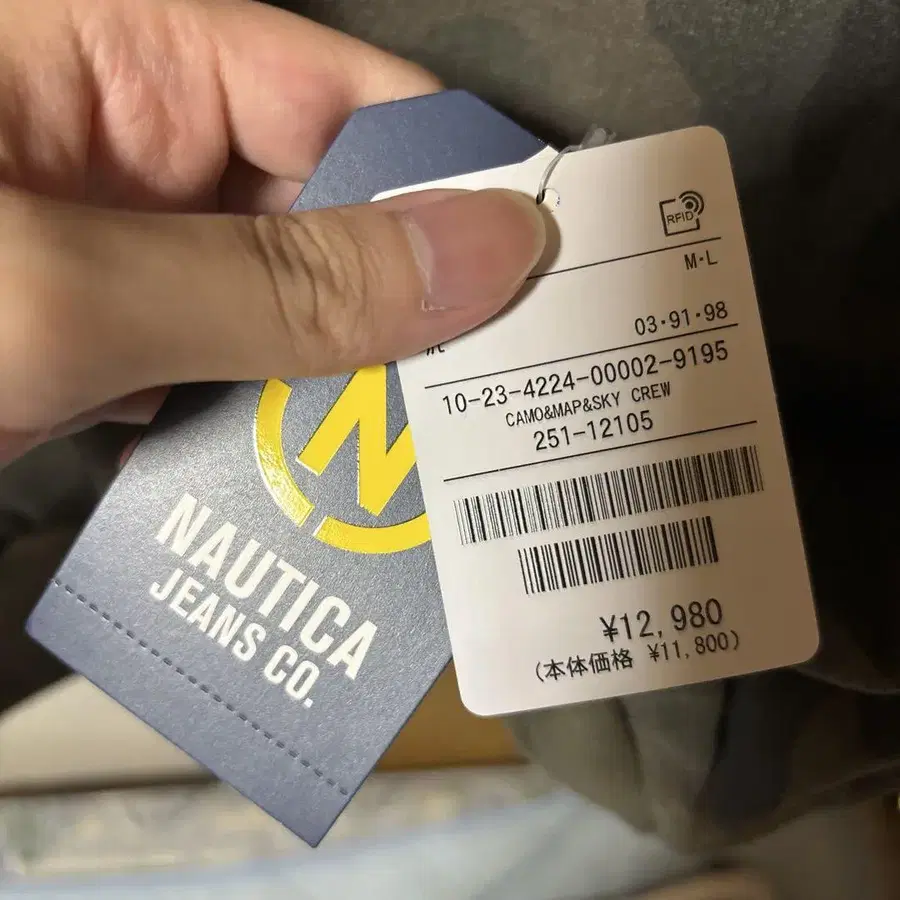 RFID
M·L
03·91·98
10-23-4224-00002-9195
CAMO&MAP&SKY CREW
251-12105
¥12,980
(本体価格 ¥11,800)
N
NAUTICA
JEANS CO.